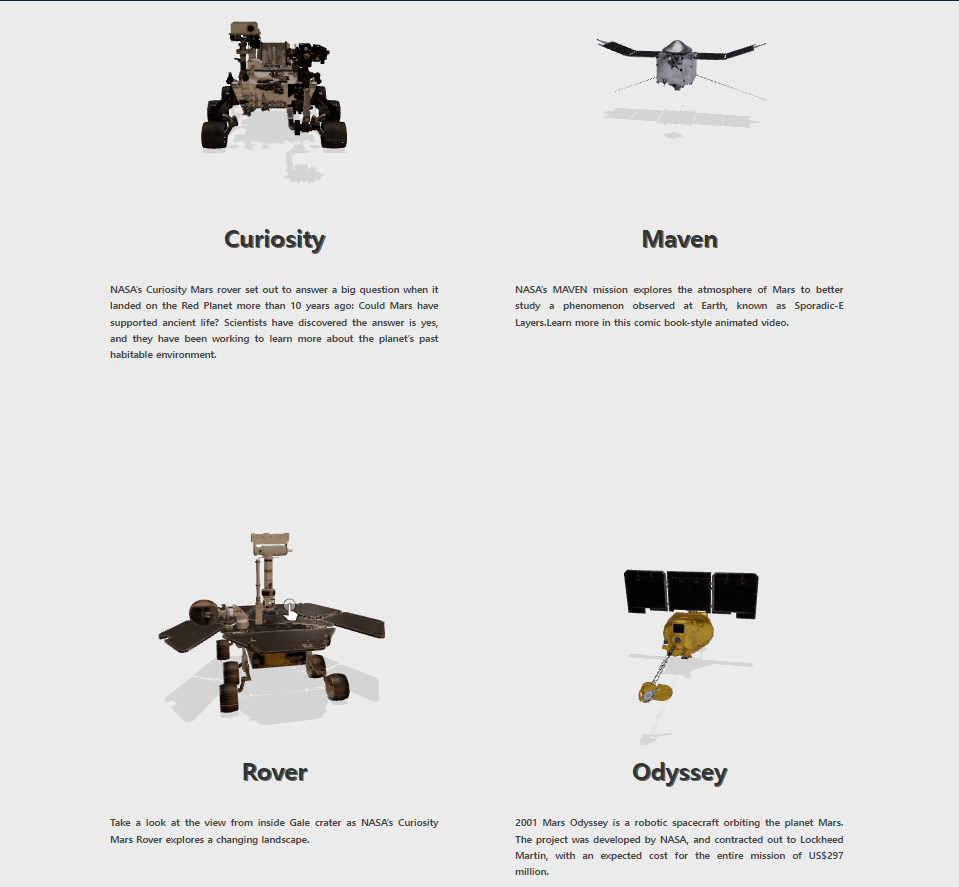 Curiosity
NASA's Curiosity Mars rover set out to answer a big question when it
landed on the Red Planet more than 10 years ago: Could Mars have
supported ancient life? Scientists have discovered the answer is yes,
and they have been working to learn more about the planet's past
habitable environment.
Maven
NASA's MAVEN mission explores the atmosphere of Mars to better
study a phenomenon observed at Earth, known as Sporadic-E
Layers.Learn more in this comic book-style animated video.
Rover
Take a look at the view from inside Gale crater as NASA's Curiosity
Mars Rover explores a changing landscape.
Odyssey
2001 Mars Odyssey is a robotic spacecraft orbiting the planet Mars.
The project was developed by NASA, and contracted out to Lockheed
Martin, with an expected cost for the entire mission of US$297
million.